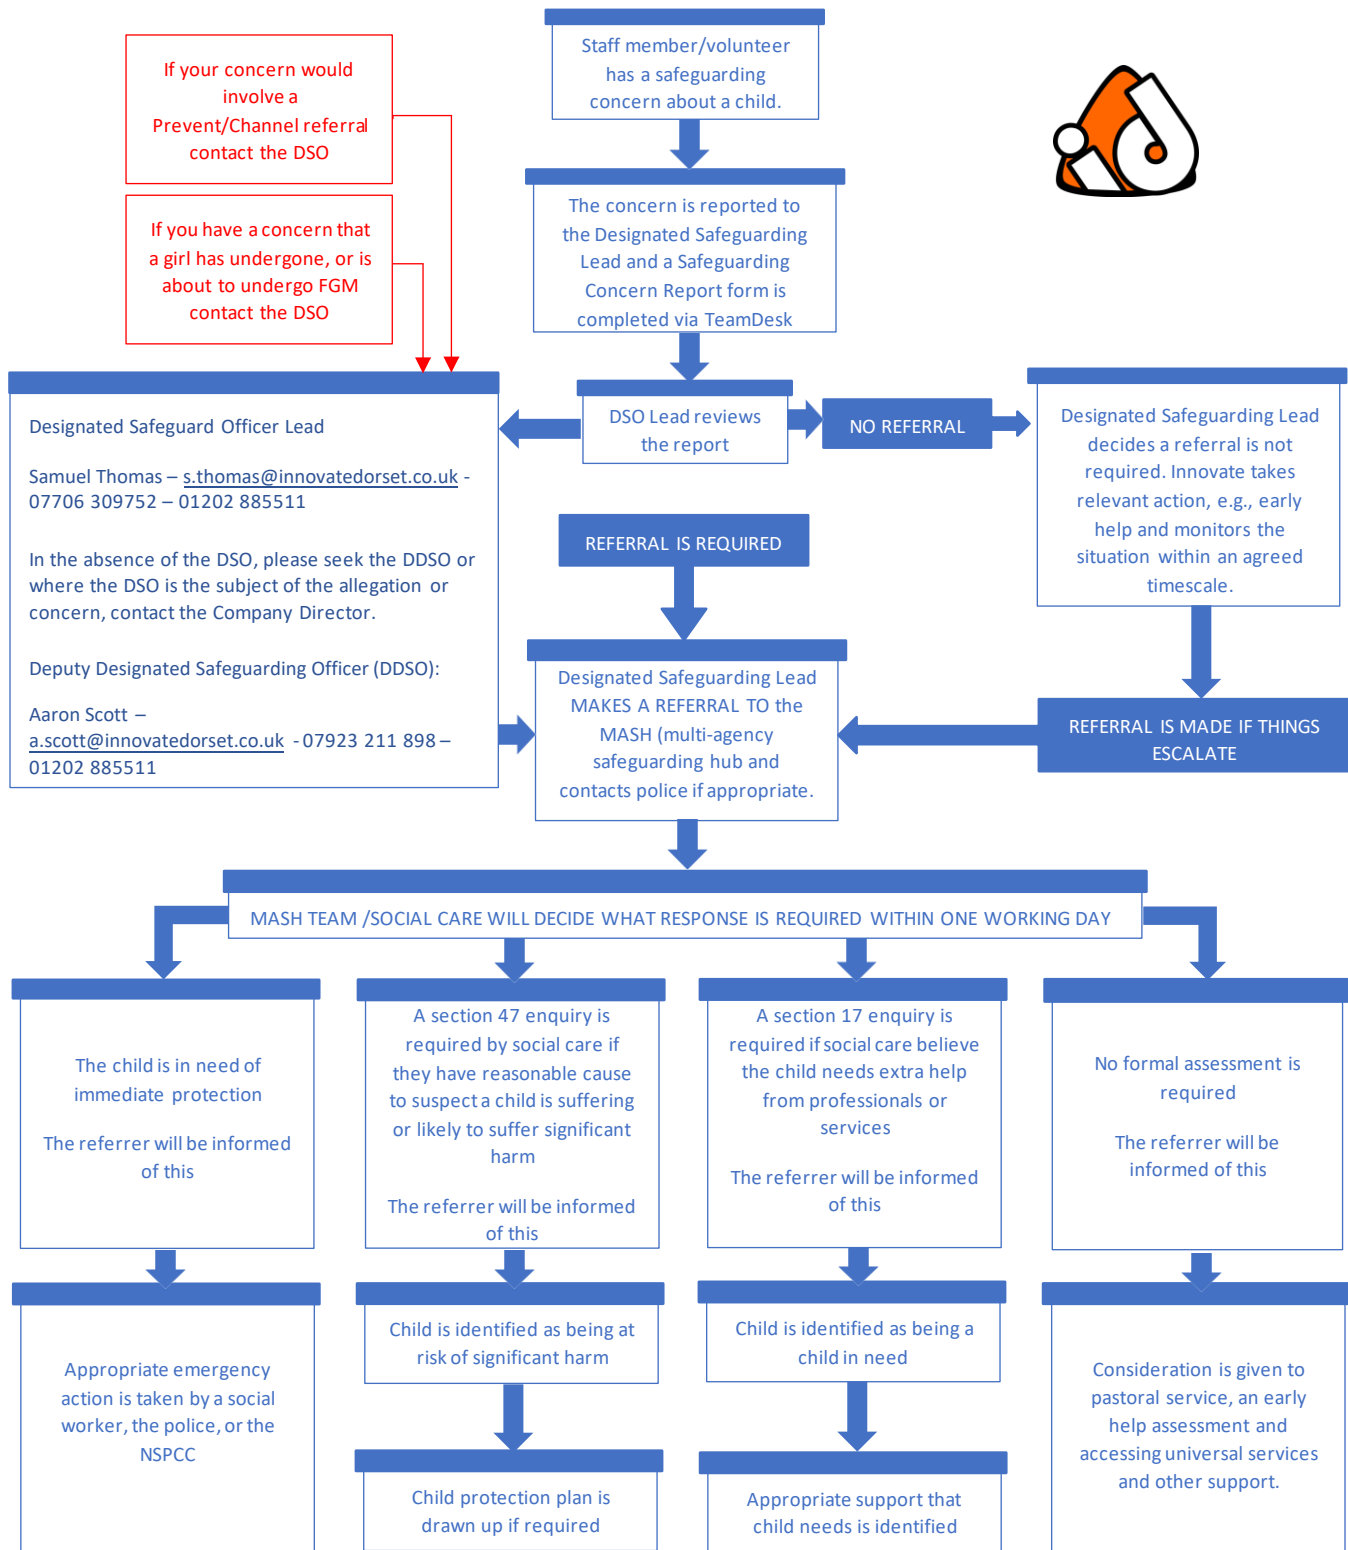 Staff member/volunteer
has a safeguarding
concern about a child.
If your concern would
involve a
Prevent/Channel referral
contact the DSO
If you have a concern that
a girl has undergone, or is
about to undergo FGM
contact the DSO
The concern is reported to
the Designated Safeguarding
Lead and a Safeguarding
Concern Report form is
completed via TeamDesk
DSO Lead reviews
the report
NO REFERRAL
Designated Safeguarding Lead
decides a referral is not
required. Innovate takes
relevant action, e.g., early
help and monitors the
situation within an agreed
timescale.
Designated Safeguard Officer Lead
Samuel Thomas – s.thomas@innovatedorset.co.uk -
07706 309752 – 01202 885511
In the absence of the DSO, please seek the DDSO or
where the DSO is the subject of the allegation or
concern, contact the Company Director.
Deputy Designated Safeguarding Officer (DDSO):
Aaron Scott –
a.scott@innovatedorset.co.uk - 07923 211 898 –
01202 885511
REFERRAL IS REQUIRED
Designated Safeguarding Lead
MAKES A REFERRAL TO the
MASH (multi-agency
safeguarding hub and
contacts police if appropriate.
REFERRAL IS MADE IF THINGS
ESCALATE
MASH TEAM /SOCIAL CARE WILL DECIDE WHAT RESPONSE IS REQUIRED WITHIN ONE WORKING DAY
The child is in need of
immediate protection
The referrer will be informed
of this
A section 47 enquiry is
required by social care if
they have reasonable cause
to suspect a child is suffering
or likely to suffer significant
harm
The referrer will be informed
of this
A section 17 enquiry is
required if social care believe
the child needs extra help
from professionals or
services
The referrer will be informed
of this
No formal assessment is
required
The referrer will be
informed of this
Appropriate emergency
action is taken by a social
worker, the police, or the
NSPCC
Child is identified as being at
risk of significant harm
Child protection plan is
drawn up if required
Child is identified as being a
child in need
Appropriate support that
child needs is identified
Consideration is given to
pastoral service, an early
help assessment and
accessing universal services
and other support.